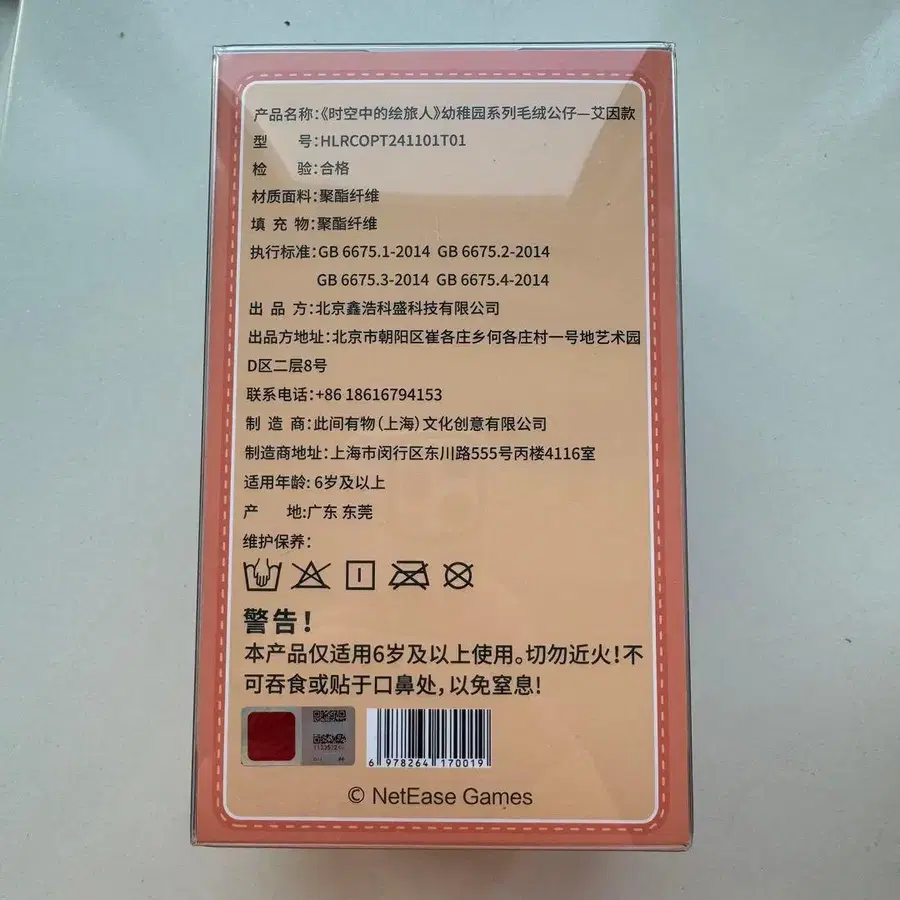 产品名称:《时空中的绘旅人》幼稚园系列毛绒公仔—艾因款
型 号:HLRCOPT241101T01
检 验:合格
材质面料:聚酯纤维
填 充 物:聚酯纤维
执行标准:GB 6675.1-2014 GB 6675.2-2014
GB 6675.3-2014 GB 6675.4-2014
出 品 方:北京鑫浩科盛科技有限公司
出品方地址:北京市朝阳区崔各庄乡何各庄村一号地艺术园
D区二层8号
联系电话:+86 18616794153
制 造 商:此间有物(上海)文化创意有限公司
制造商地址:上海市闵行区东川路555号丙楼4116室
适用年龄: 6岁及以上
产 地:广东 东莞
维护保养:
警告!
本产品仅适用6岁及以上使用。切勿近火!不
可吞食或贴于口鼻处,以免窒息!
6 978264 170019
© NetEase Games